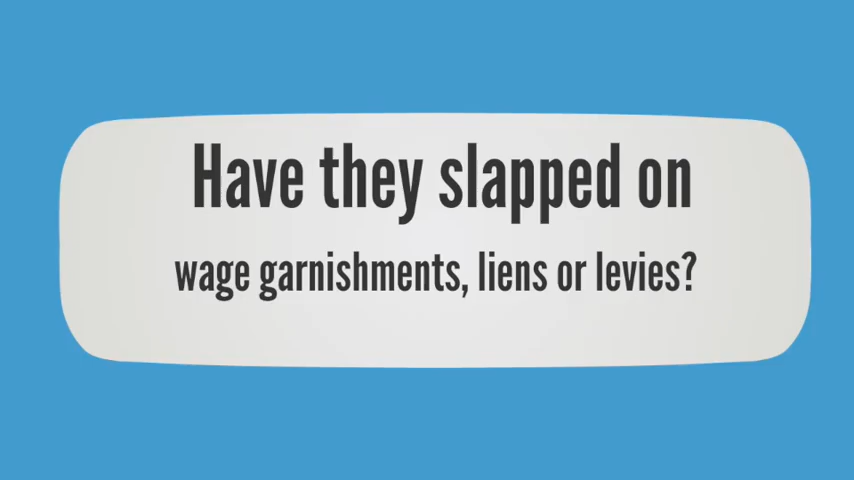 Have they slapped on
wage garnishments, liens or levies?